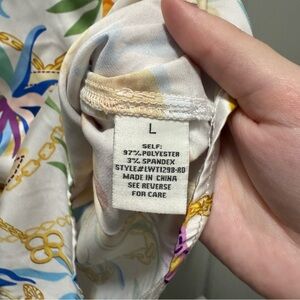 L
SELF:
97% POLYESTER
3% SPANDEX
STYLE#LWT1298-RD
MADE IN CHINA
SEE REVERSE
FOR CARE